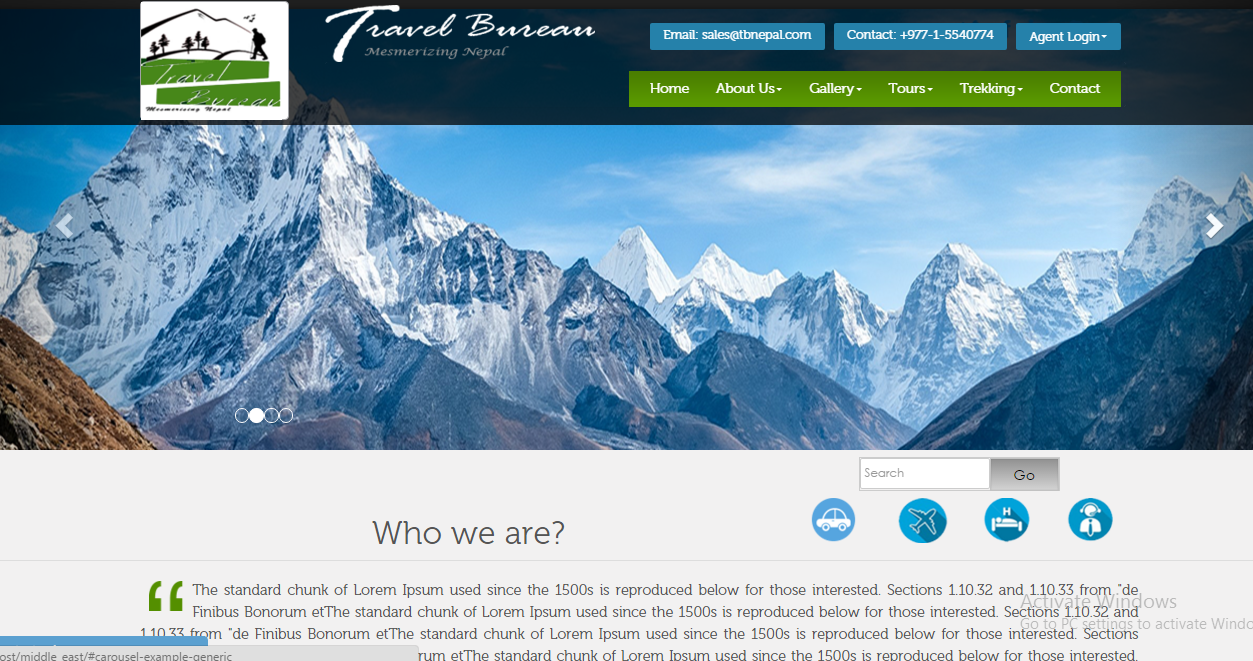 Travel Bureau
Mesmerizing Nepal
Travel
Bureau
Mesmerizing Nepal
Email: sales@tbnepal.com
Contact: +977-1-5540774
Agent Login
Home About Us Gallery Tours Trekking Contact
Search
Go
H
Who we are?
The standard chunk of Lorem Ipsum used since the 1500s is reproduced below for those interested. Sections 1.10.32 and 1.10.33 from "de
Finibus Bonorum etThe standard chunk of Lorem Ipsum used since the 1500s is reproduced below for those interested. Sections 1.10.32 and
1.10.33 from "de Finibus Bonorum etThe standard chunk of Lorem Ipsum used since the 1500s is reproduced below for those interested. Sections
rum etThe standard chunk of Lorem Ipsum used since the 1500s is reproduced below for those interested.
Activate Windows
Go to PC settings to activate Windo
ost/middle_east/#carousel-example-generic